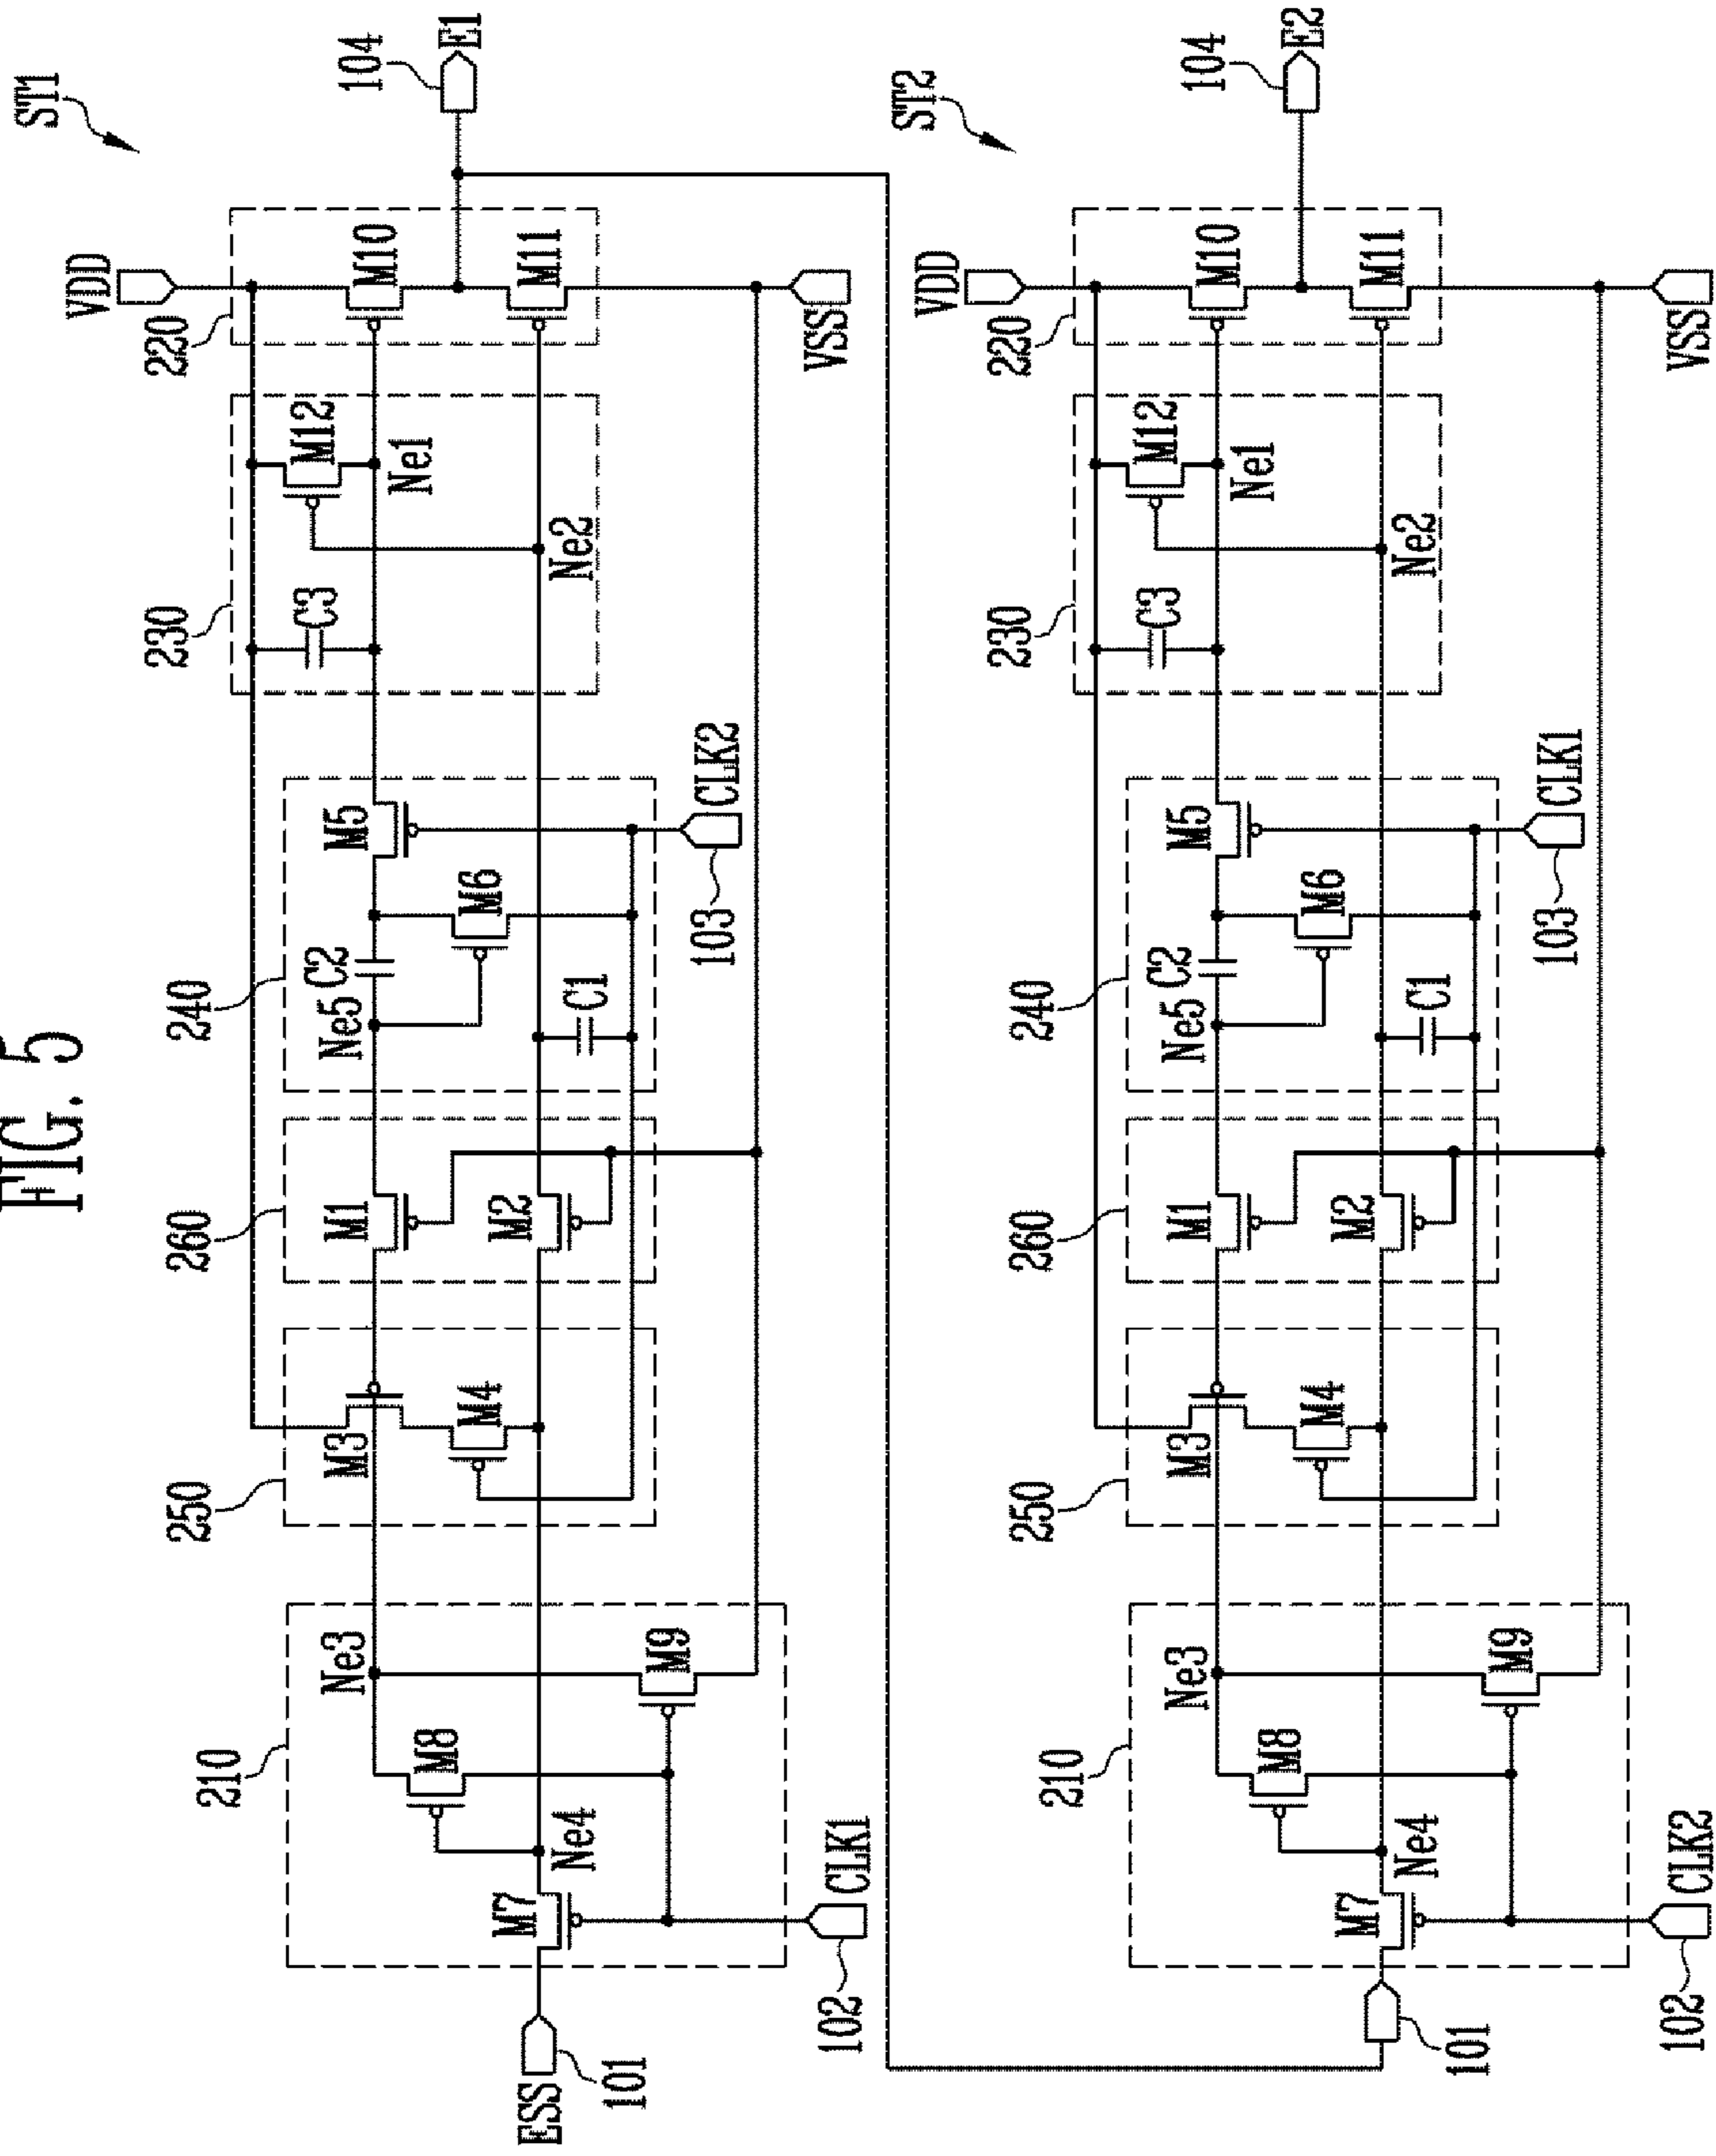 FIG. 5
ST1
VDD
104
E1
220
M10
M11
VSS
230
M12
C3
Ne1
Ne2
240
M5
M6
C2
Ne5
C1
CLK2
103
260
M1
M2
250
M3
M4
210
Ne3
M8
M9
Ne4
M7
CLK1
102
ESS
101
ST2
VDD
104
E2
220
M10
M11
VSS
230
M12
C3
Ne1
Ne2
240
M5
M6
C2
Ne5
C1
CLK1
103
260
M1
M2
250
M3
M4
210
Ne3
M8
M9
Ne4
M7
CLK2
102
101